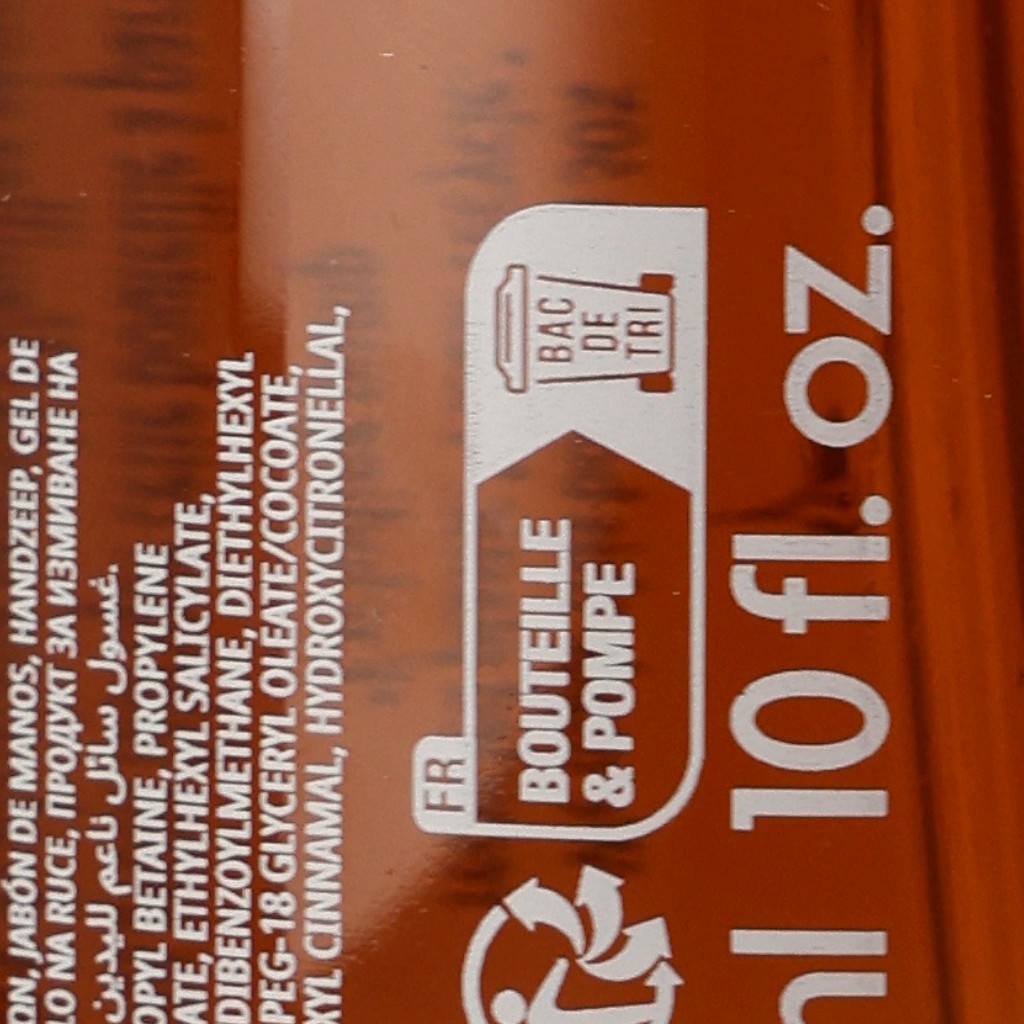 ON, JABÓN DE MANOS, HANDZEEP, GEL DE
LO NA RUCE, ПРОДУКТ ЗА ИЗМИВАНЕ НА
غسول سائل ناعم لليدين.
OPYL BETAINE, PROPYLENE
ATE, ETHYLHEXYL SALICYLATE,
DIBENZOYLMETHANE, DIETHYLHEXYL
PEG-18 GLYCERYL OLEATE/COCOATE,
XYL CINNAMAL, HYDROXYCITRONELLAL,
FR
BOUTEILLE
& POMPE
BAC
DE
TRI
ml 10 fl. oz.